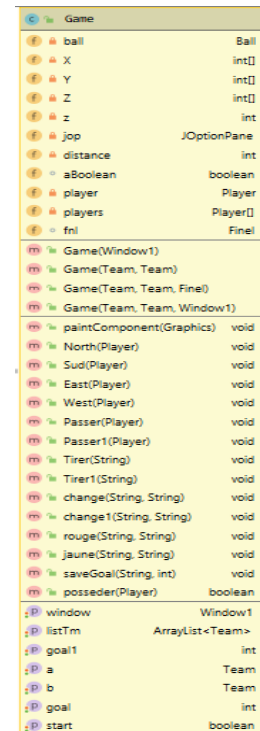 Game
ball Ball
X int[]
Y int[]
Z int[]
z int
jop JOptionPane
distance int
aBoolean boolean
player Player
players Player[]
fnl Finel
Game(Window1)
Game(Team, Team)
Game(Team, Team, Finel)
Game(Team, Team, Window1)
paintComponent(Graphics) void
North(Player) void
Sud(Player) void
East(Player) void
West(Player) void
Passer(Player) void
Passer1(Player) void
Tirer(String) void
Tirer1(String) void
change(String, String) void
change1(String, String) void
rouge(String, String) void
jaune(String, String) void
saveGoal(String, int) void
posseder(Player) boolean
window Window1
listTm ArrayList<Team>
goal1 int
a Team
b Team
goal int
start boolean